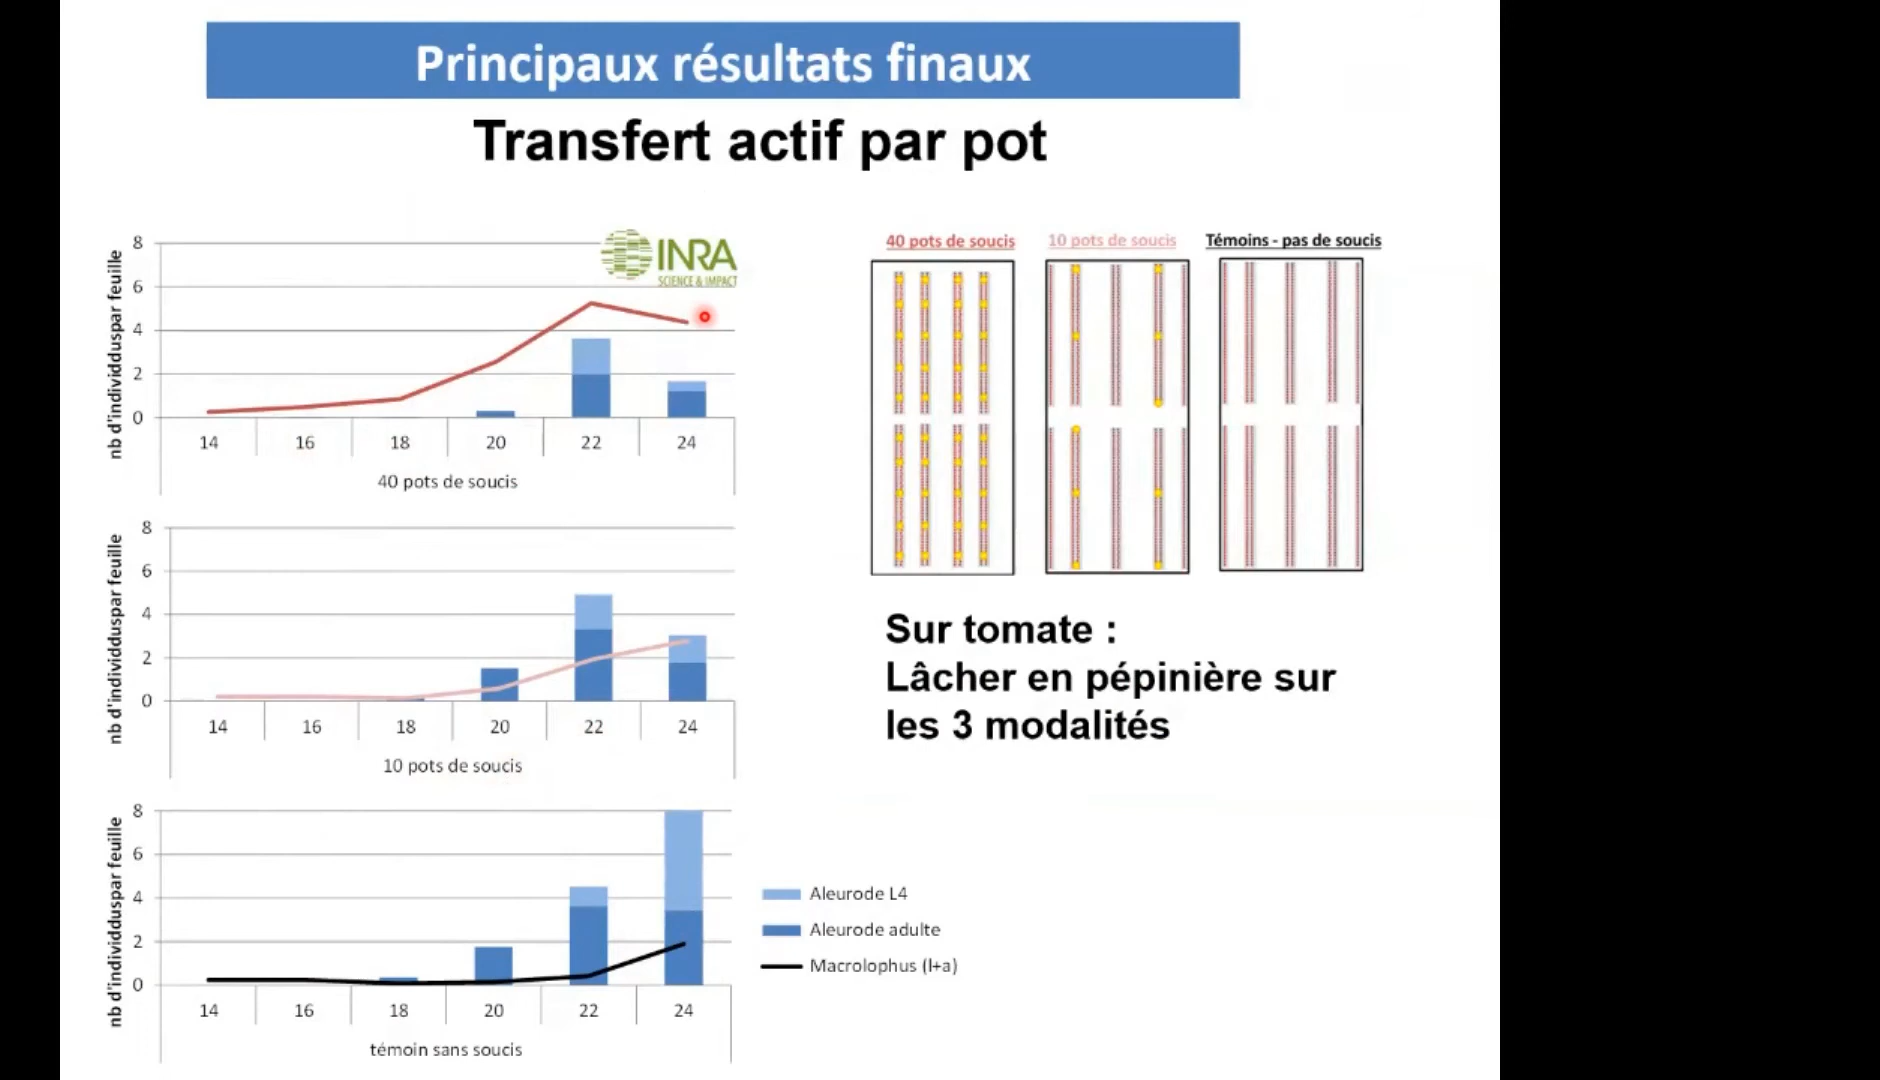 Principaux résultats finaux
Transfert actif par pot
INRA
SCIENCE & IMPACT
nb d'individuspar feuille
8
6
4
2
0
14 16 18 20 22 24
40 pots de soucis
nb d'individuspar feuille
8
6
4
2
0
14 16 18 20 22 24
10 pots de soucis
nb d'individuspar feuille
8
6
4
2
0
14 16 18 20 22 24
témoin sans soucis
Aleurode L4
Aleurode adulte
Macrolophus (l+a)
40 pots de soucis
10 pots de soucis
Témoins - pas de soucis
Sur tomate :
Lâcher en pépinière sur
les 3 modalités